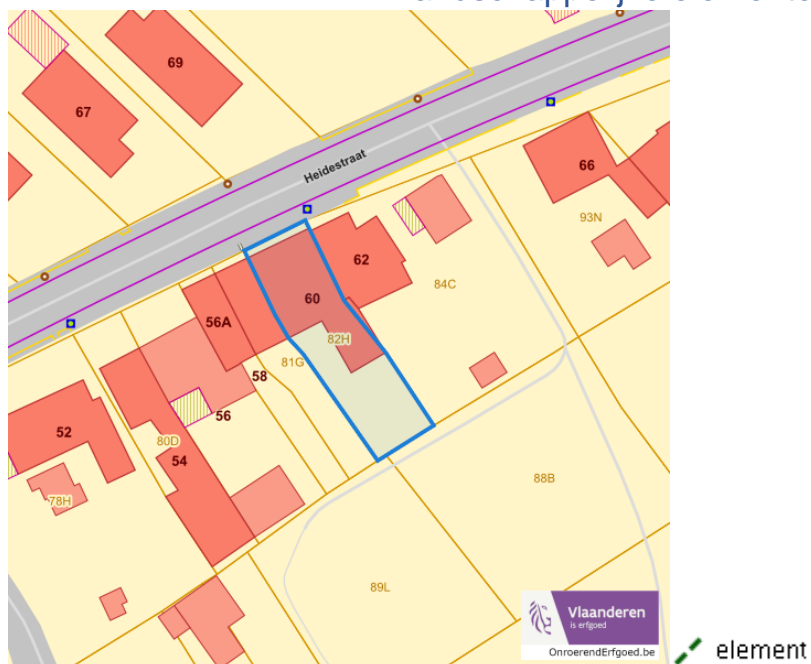 69
67
Heidestraat
66
93N
62
84C
60
56A
82H
81G
58
56
52
80D
54
78H
88B
89L
Vlaanderen
is erfgoed
OnroerendErfgoed.be
element